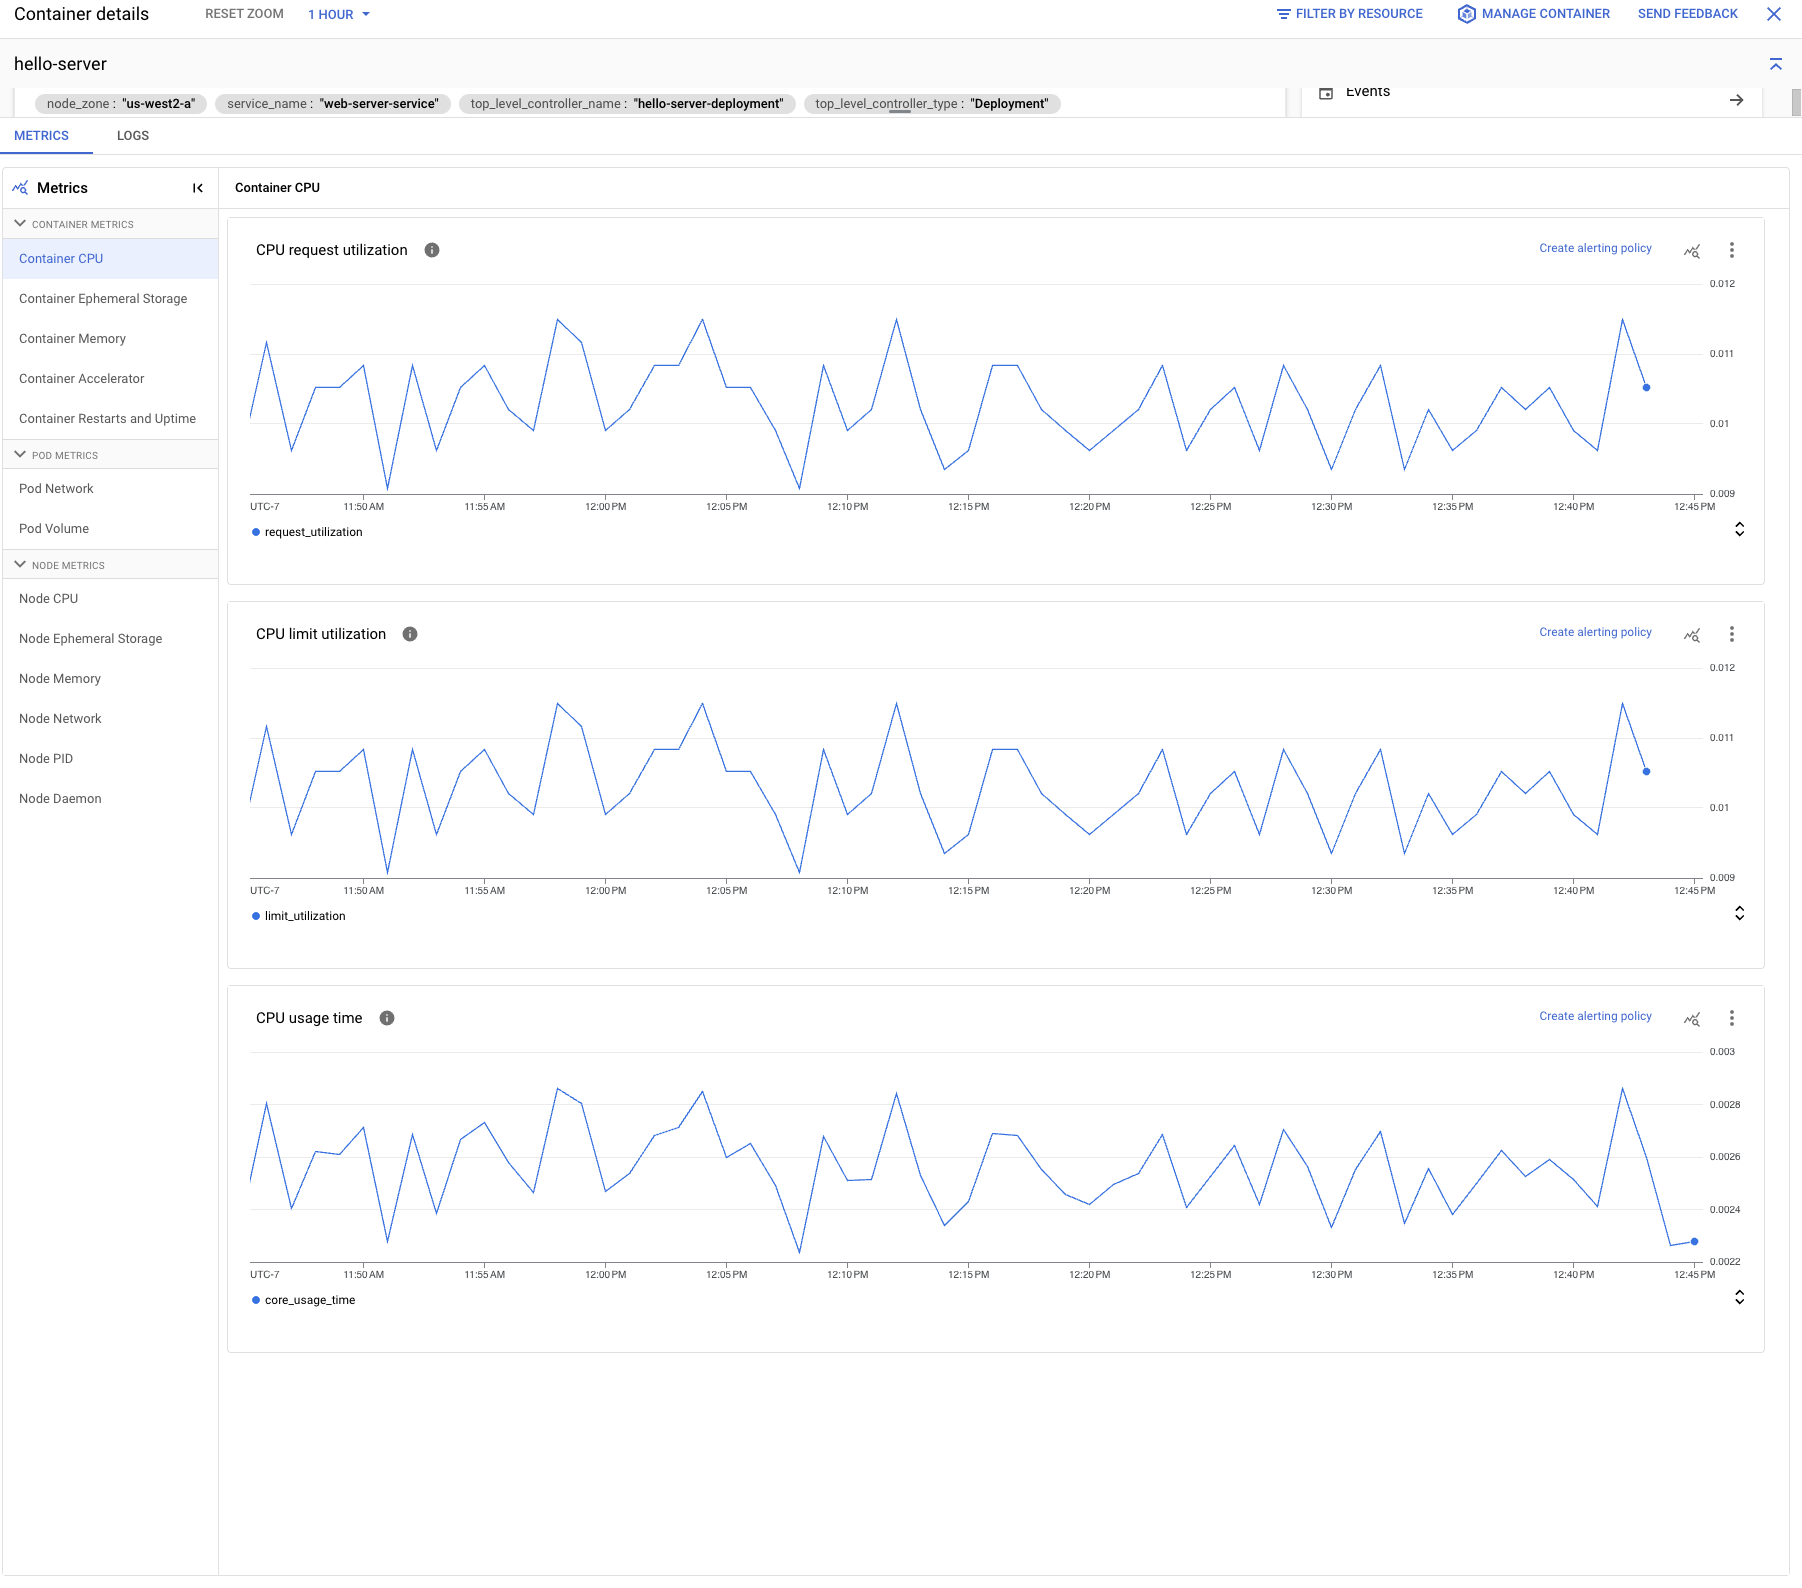 Container details RESET ZOOM 1 HOUR FILTER BY RESOURCE MANAGE CONTAINER SEND FEEDBACK
hello-server
node_zone : "us-west2-a" service_name : "web-server-service" top_level_controller_name : "hello-server-deployment" top_level_controller_type : "Deployment" Events
METRICS LOGS
Metrics
CONTAINER METRICS
Container CPU
Container Ephemeral Storage
Container Memory
Container Accelerator
Container Restarts and Uptime
POD METRICS
Pod Network
Pod Volume
NODE METRICS
Node CPU
Node Ephemeral Storage
Node Memory
Node Network
Node PID
Node Daemon
Container CPU
CPU request utilization Create alerting policy
0.012
0.011
0.01
0.009
UTC-7 11:50 AM 11:55 AM 12:00 PM 12:05 PM 12:10 PM 12:15 PM 12:20 PM 12:25 PM 12:30 PM 12:35 PM 12:40 PM 12:45 PM
request_utilization
CPU limit utilization Create alerting policy
0.012
0.011
0.01
0.009
UTC-7 11:50 AM 11:55 AM 12:00 PM 12:05 PM 12:10 PM 12:15 PM 12:20 PM 12:25 PM 12:30 PM 12:35 PM 12:40 PM 12:45 PM
limit_utilization
CPU usage time Create alerting policy
0.003
0.0028
0.0026
0.0024
0.0022
UTC-7 11:50 AM 11:55 AM 12:00 PM 12:05 PM 12:10 PM 12:15 PM 12:20 PM 12:25 PM 12:30 PM 12:35 PM 12:40 PM 12:45 PM
core_usage_time